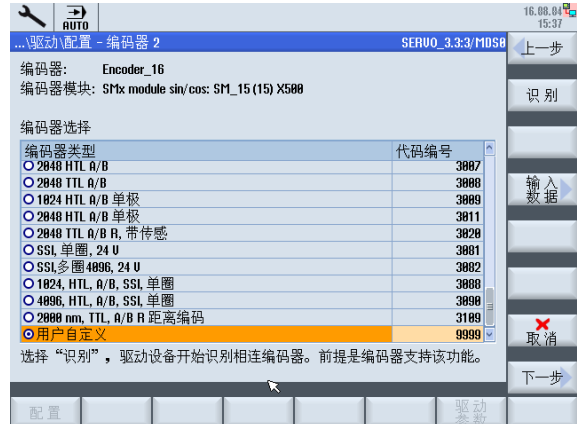 AUTO
16.08.04
15:37
...\驱动\配置 - 编码器 2
SERVO_3.3:3/MDS0
上一步
编码器: Encoder_16
编码器模块: SMx module sin/cos: SM_15 (15) X500
识别
编码器选择
编码器类型 代码编号
2048 HTL A/B 3007
2048 TTL A/B 3008
1024 HTL A/B 单极 3009
2048 HTL A/B 单极 3011
2048 TTL A/B R, 带传感 3020
SSI, 单圈, 24 V 3081
SSI,多圈4096, 24 V 3082
1024, HTL, A/B, SSI, 单圈 3088
4096, HTL, A/B, SSI, 单圈 3090
2000 nm, TTL, A/B R 距离编码 3109
用户自定义 9999
输入
数据
取消
选择“识别”，驱动设备开始识别相连编码器。前提是编码器支持该功能。
下一步
配置
驱动
参数